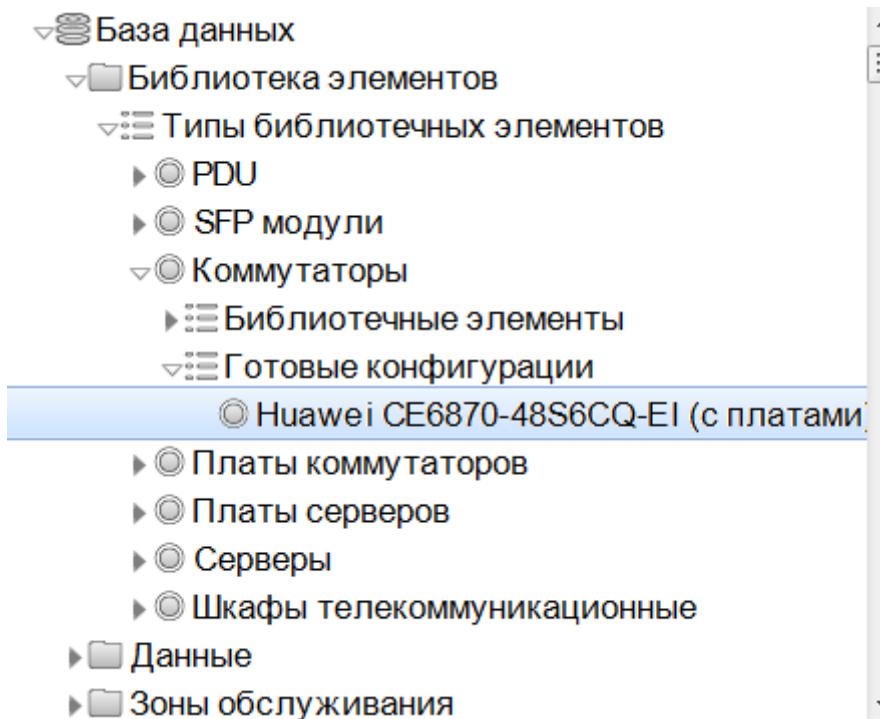 База данных
Библиотека элементов
Типы библиотечных элементов
PDU
SFP модули
Коммутаторы
Библиотечные элементы
Готовые конфигурации
Huawei CE6870-48S6CQ-EI (с платами)
Платы коммутаторов
Платы серверов
Серверы
Шкафы телекоммуникационные
Данные
Зоны обслуживания